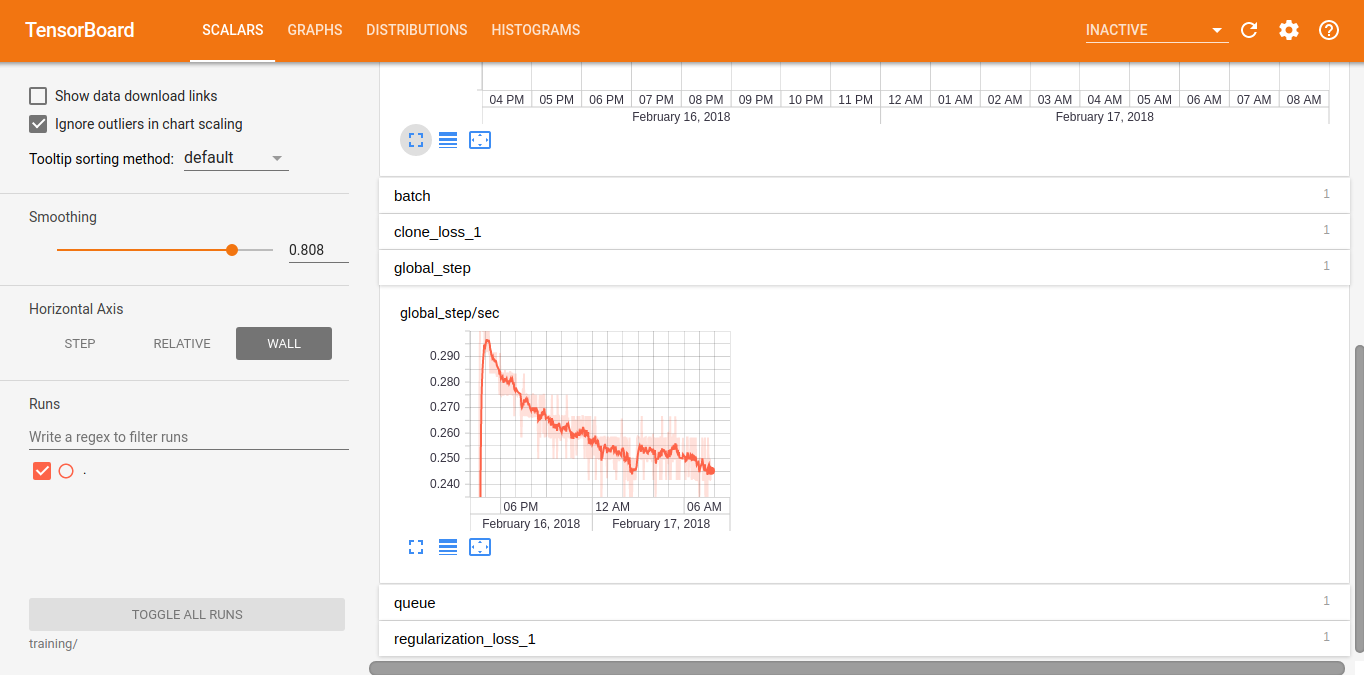 TensorBoard SCALARS GRAPHS DISTRIBUTIONS HISTOGRAMS INACTIVE
Show data download links
Ignore outliers in chart scaling
Tooltip sorting method: default
Smoothing
0.808
Horizontal Axis
STEP RELATIVE WALL
Runs
Write a regex to filter runs
.
TOGGLE ALL RUNS
training/
04 PM 05 PM 06 PM 07 PM 08 PM 09 PM 10 PM 11 PM 12 AM 01 AM 02 AM 03 AM 04 AM 05 AM 06 AM 07 AM 08 AM
February 16, 2018 February 17, 2018
batch 1
clone_loss_1 1
global_step 1
global_step/sec
0.290
0.280
0.270
0.260
0.250
0.240
06 PM 12 AM 06 AM
February 16, 2018 February 17, 2018
queue 1
regularization_loss_1 1